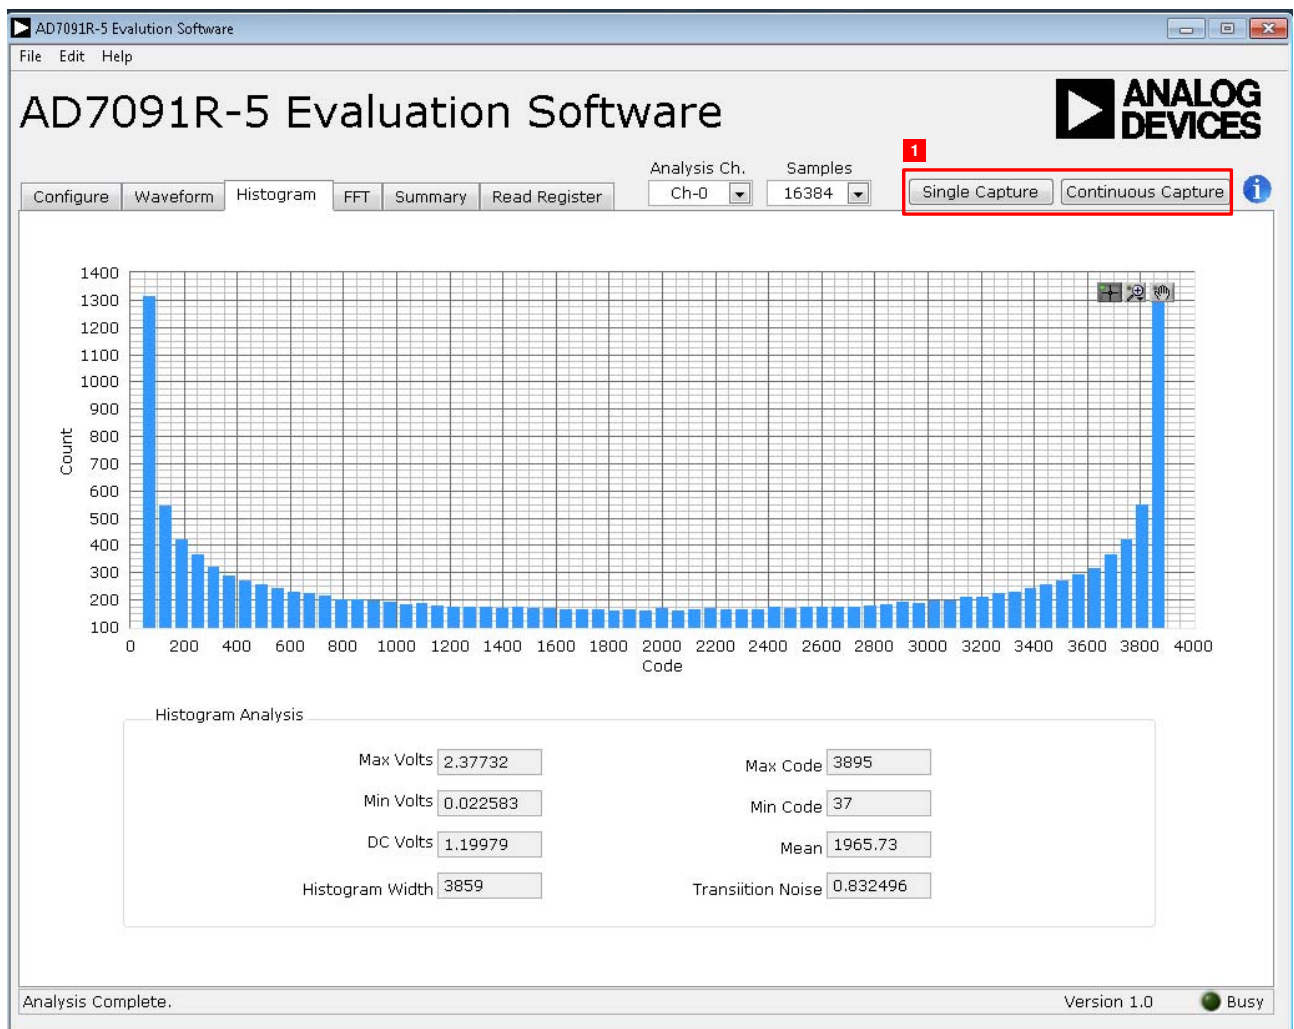 AD7091R-5 Evalution Software
File Edit Help
AD7091R-5 Evaluation Software
ANALOG
DEVICES
1
Analysis Ch. Samples
Configure Waveform Histogram FFT Summary Read Register Ch-0 16384 Single Capture Continuous Capture i
1400
1300
1200
1100
1000
900
800
700
600
500
400
300
200
100
Count
0 200 400 600 800 1000 1200 1400 1600 1800 2000 2200 2400 2600 2800 3000 3200 3400 3600 3800 4000
Code
Histogram Analysis
Max Volts 2.37732 Max Code 3895
Min Volts 0.022583 Min Code 37
DC Volts 1.19979 Mean 1965.73
Histogram Width 3859 Transiition Noise 0.832496
Analysis Complete. Version 1.0 Busy